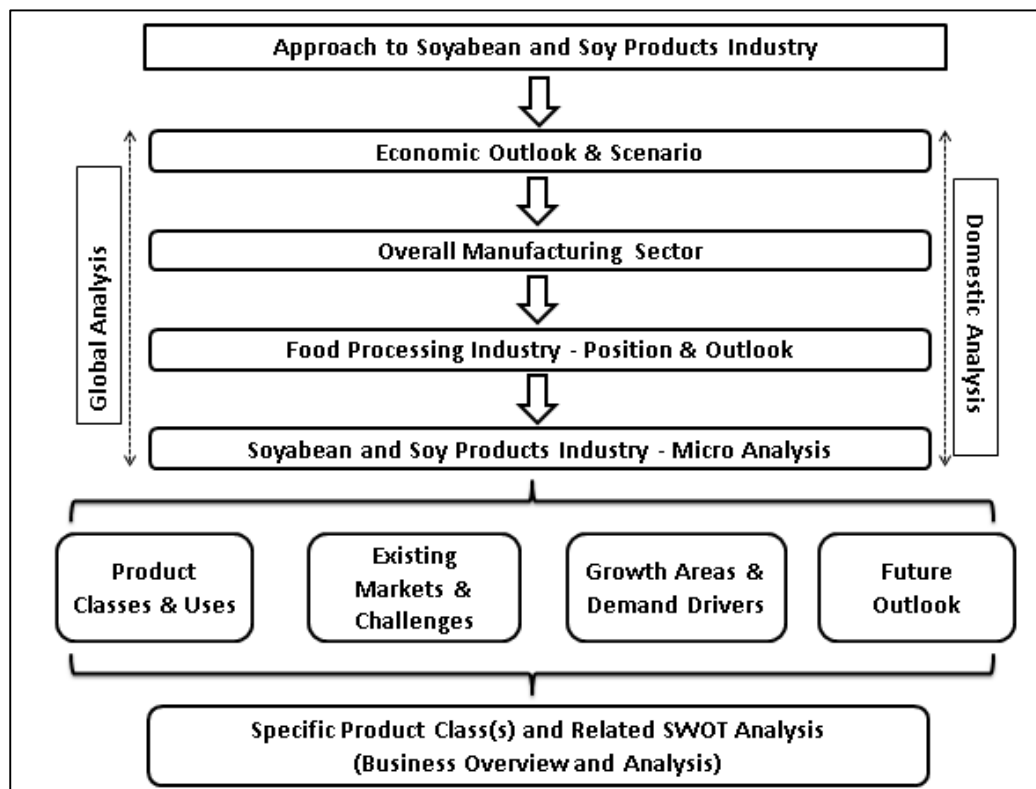 Approach to Soyabean and Soy Products Industry
Economic Outlook & Scenario
Overall Manufacturing Sector
Food Processing Industry - Position & Outlook
Soyabean and Soy Products Industry - Micro Analysis
Global Analysis
Domestic Analysis
Product
Classes & Uses
Existing
Markets &
Challenges
Growth Areas &
Demand Drivers
Future
Outlook
Specific Product Class(s) and Related SWOT Analysis
(Business Overview and Analysis)